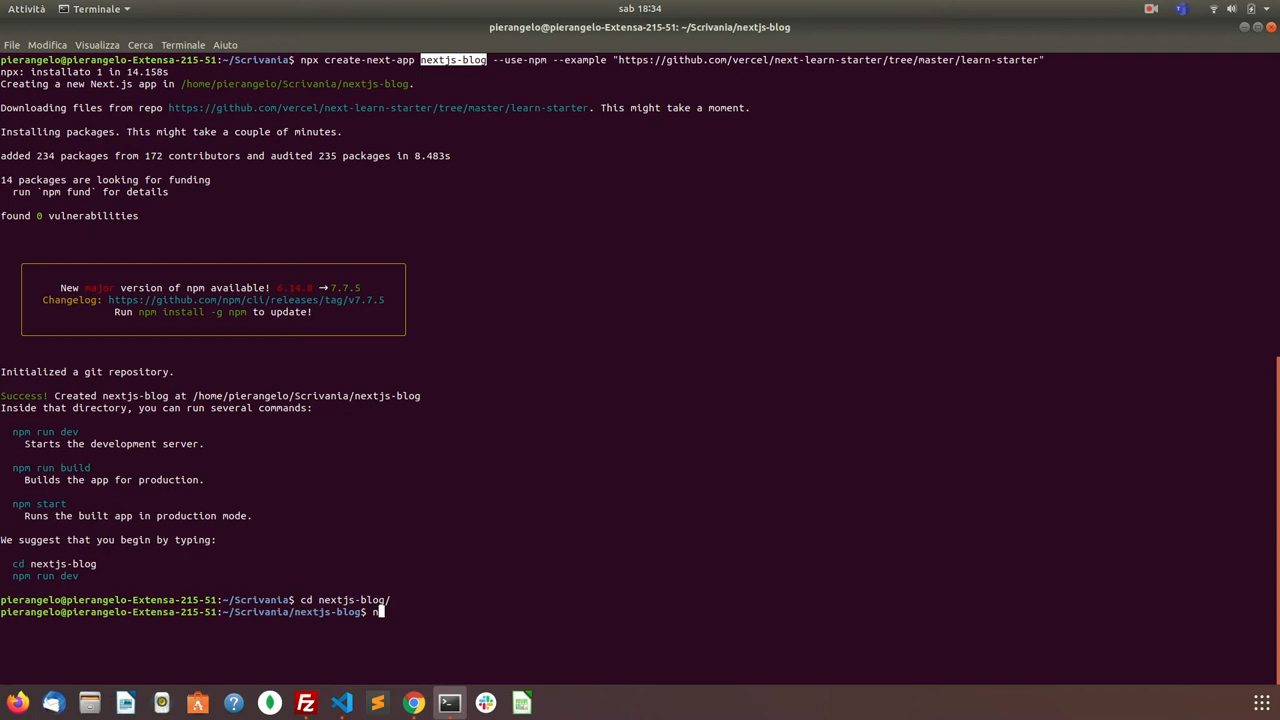 Attività
Terminale
sab 18:34
pierangelo@pierangelo-Extensa-215-51: ~/Scrivania/nextjs-blog
File Modifica Visualizza Cerca Terminale Aiuto
pierangelo@pierangelo-Extensa-215-51:~/Scrivania$ npx create-next-app nextjs-blog --use-npm --example "https://github.com/vercel/next-learn-starter/tree/master/learn-starter"
npx: installato 1 in 14.158s
Creating a new Next.js app in /home/pierangelo/Scrivania/nextjs-blog.
Downloading files from repo https://github.com/vercel/next-learn-starter/tree/master/learn-starter. This might take a moment.
Installing packages. This might take a couple of minutes.
added 234 packages from 172 contributors and audited 235 packages in 8.483s
14 packages are looking for funding
run `npm fund` for details
found 0 vulnerabilities
New major version of npm available! 6.14.8 → 7.7.5
Changelog: https://github.com/npm/cli/releases/tag/v7.7.5
Run npm install -g npm to update!
Initialized a git repository.
Success! Created nextjs-blog at /home/pierangelo/Scrivania/nextjs-blog
Inside that directory, you can run several commands:
npm run dev
Starts the development server.
npm run build
Builds the app for production.
npm start
Runs the built app in production mode.
We suggest that you begin by typing:
cd nextjs-blog
npm run dev
pierangelo@pierangelo-Extensa-215-51:~/Scrivania$ cd nextjs-blog/
pierangelo@pierangelo-Extensa-215-51:~/Scrivania/nextjs-blog$ n